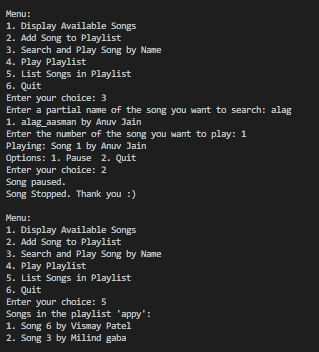 Menu:
1. Display Available Songs
2. Add Song to Playlist
3. Search and Play Song by Name
4. Play Playlist
5. List Songs in Playlist
6. Quit
Enter your choice: 3
Enter a partial name of the song you want to search: alag
1. alag_aasman by Anuv Jain
Enter the number of the song you want to play: 1
Playing: Song 1 by Anuv Jain
Options: 1. Pause  2. Quit
Enter your choice: 2
Song paused.
Song Stopped. Thank you :)

Menu:
1. Display Available Songs
2. Add Song to Playlist
3. Search and Play Song by Name
4. Play Playlist
5. List Songs in Playlist
6. Quit
Enter your choice: 5
Songs in the playlist 'appy':
1. Song 6 by Vismay Patel
2. Song 3 by Milind gaba